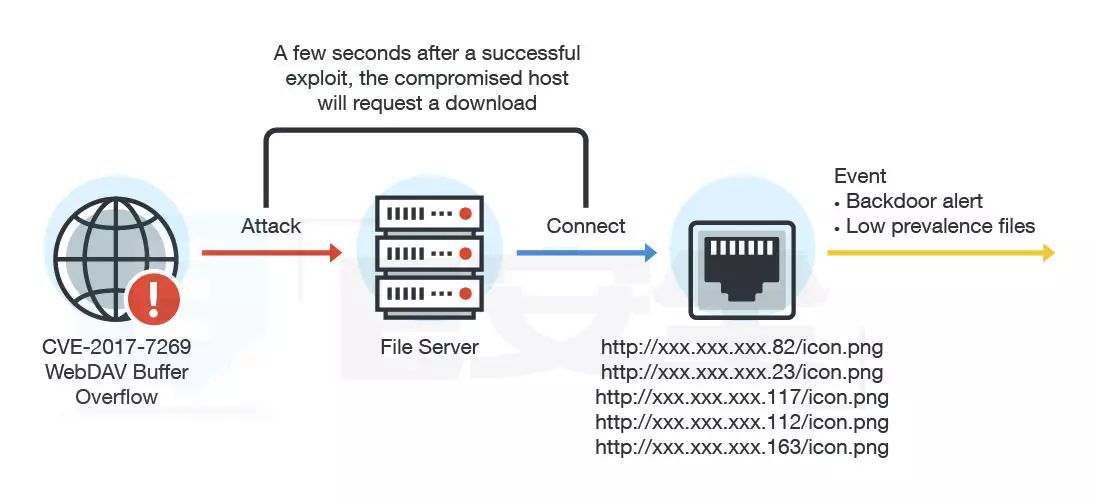 A few seconds after a successful
exploit, the compromised host
will request a download
Attack
Connect
Event
• Backdoor alert
• Low prevalence files
CVE-2017-7269
WebDAV Buffer
Overflow
File Server
http://xxx.xxx.xxx.82/icon.png
http://xxx.xxx.xxx.23/icon.png
http://xxx.xxx.xxx.117/icon.png
http://xxx.xxx.xxx.112/icon.png
http://xxx.xxx.xxx.163/icon.png